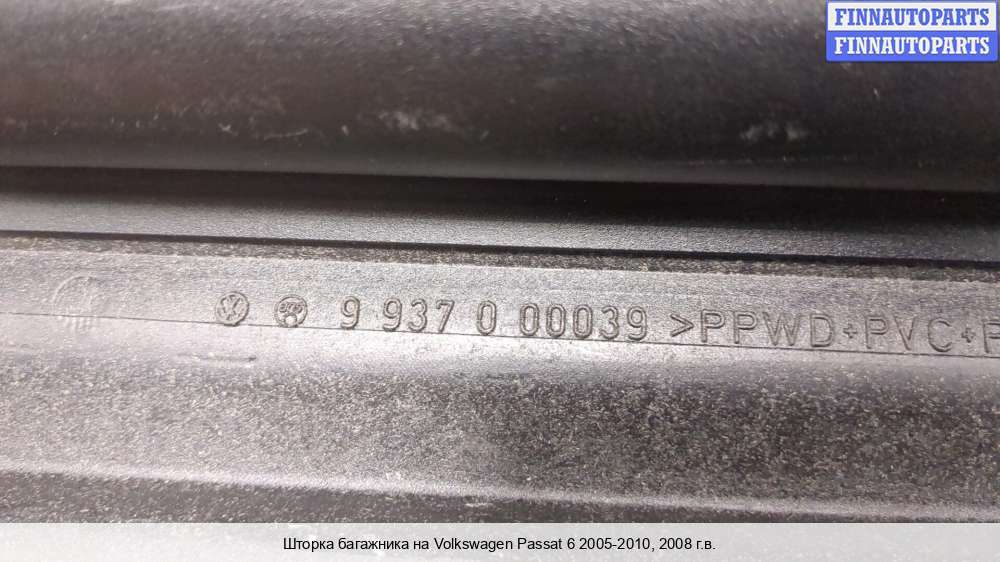 FINNAUTOPARTS
FINNAUTOPARTS
9 937 0 00039 >PPWD+PVC+P
Шторка багажника на Volkswagen Passat 6 2005-2010, 2008 г.в.